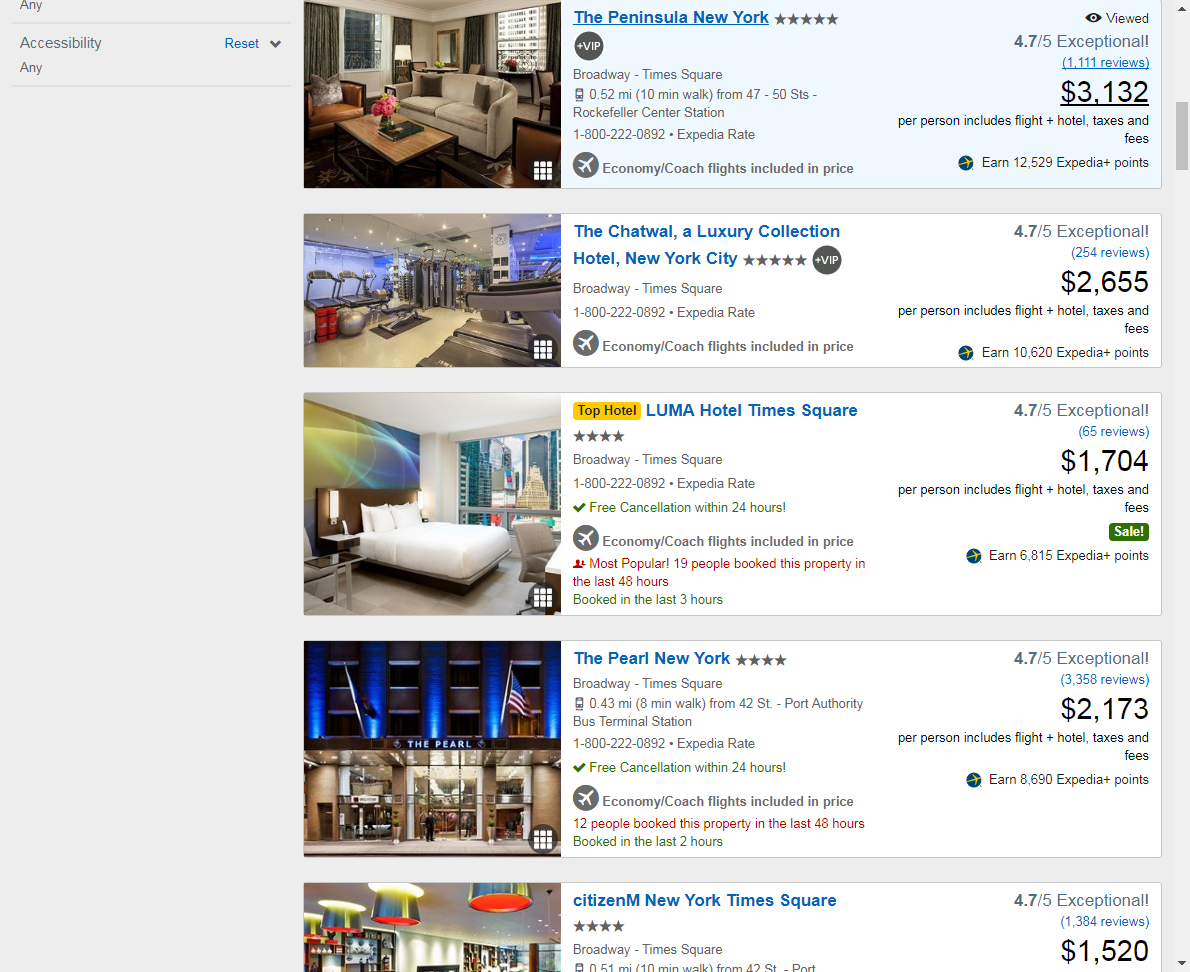 Any
Accessibility
Reset
Any
The Peninsula New York
+VIP
Broadway - Times Square
0.52 mi (10 min walk) from 47 - 50 Sts -
Rockefeller Center Station
1-800-222-0892 • Expedia Rate
Economy/Coach flights included in price
Viewed
4.7/5 Exceptional!
(1,111 reviews)
$3,132
per person includes flight + hotel, taxes and
fees
Earn 12,529 Expedia+ points
The Chatwal, a Luxury Collection
Hotel, New York City +VIP
Broadway - Times Square
1-800-222-0892 • Expedia Rate
Economy/Coach flights included in price
4.7/5 Exceptional!
(254 reviews)
$2,655
per person includes flight + hotel, taxes and
fees
Earn 10,620 Expedia+ points
Top Hotel LUMA Hotel Times Square
Broadway - Times Square
1-800-222-0892 • Expedia Rate
Free Cancellation within 24 hours!
Economy/Coach flights included in price
Most Popular! 19 people booked this property in
the last 48 hours
Booked in the last 3 hours
4.7/5 Exceptional!
(65 reviews)
$1,704
per person includes flight + hotel, taxes and
fees
Sale!
Earn 6,815 Expedia+ points
THE PEARL
The Pearl New York
Broadway - Times Square
0.43 mi (8 min walk) from 42 St. - Port Authority
Bus Terminal Station
1-800-222-0892 • Expedia Rate
Free Cancellation within 24 hours!
Economy/Coach flights included in price
12 people booked this property in the last 48 hours
Booked in the last 2 hours
4.7/5 Exceptional!
(3,358 reviews)
$2,173
per person includes flight + hotel, taxes and
fees
Earn 8,690 Expedia+ points
citizenM New York Times Square
Broadway - Times Square
0.51 mi (10 min walk) from 42 St. - Port
4.7/5 Exceptional!
(1,384 reviews)
$1,520